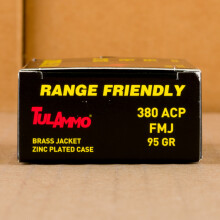 RANGE FRIENDLY
TULAMMO
380 ACP
FMJ
95 GR
BRASS JACKET
ZINC PLATED CASE